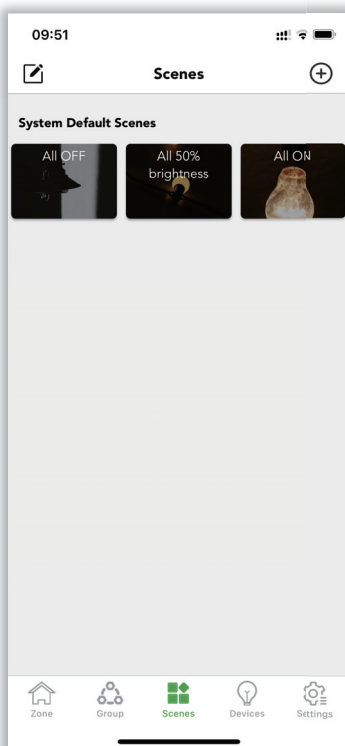 09:51
Scenes
System Default Scenes
All OFF
All 50%
brightness
All ON
Zone
Group
Scenes
Devices
Settings